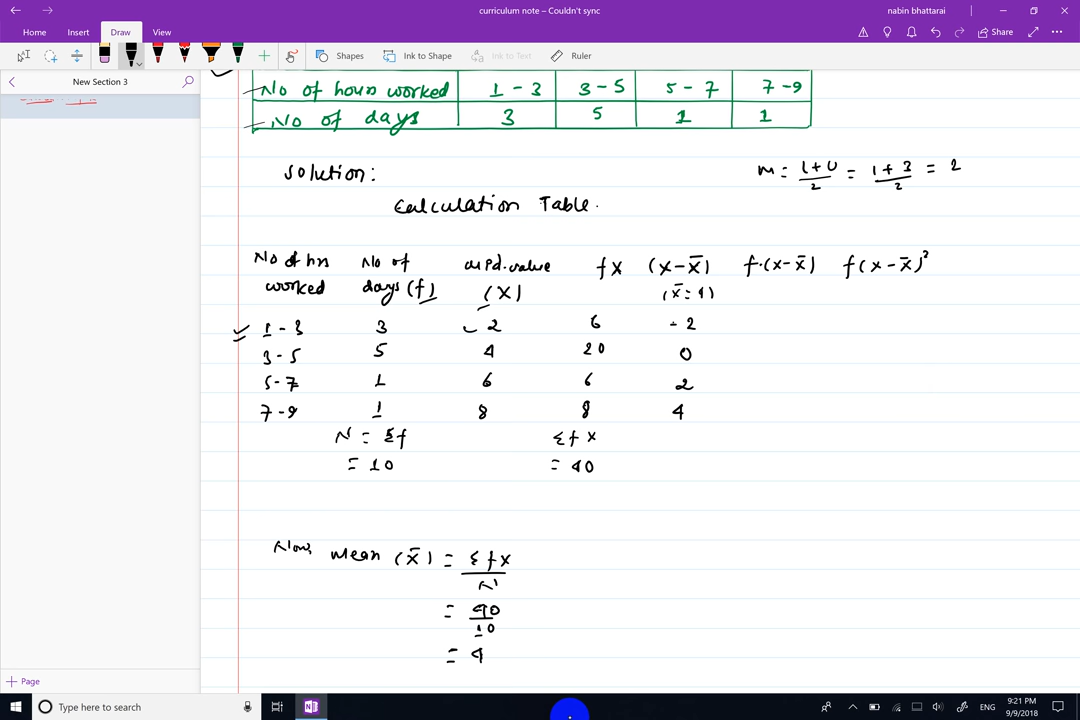 curriculum note – Couldn't sync
nabin bhattarai
Home Insert Draw View
Share
Shapes Ink to Shape Ink to Text Ruler
New Section 3
No of hours worked 1 - 3 3 - 5 5 - 7 7 - 9
No of days 3 5 1 1
Solution:
m = l+u/2 = 1+3/2 = 2
Calculation Table.
No of hrs worked No of days (f) mid.value (X) fx (x-x̄) (x̄=4) f.(x-x̄) f(x-x̄)²
1 - 3 3 2 6 -2
3 - 5 5 4 20 0
5 - 7 1 6 6 2
7 - 9 1 8 8 4
N = Σf Σfx
= 10 = 40
Now, mean (x̄) = Σfx/N
= 40/10
= 4
+ Page
Type here to search
ENG
9:21 PM
9/9/2018